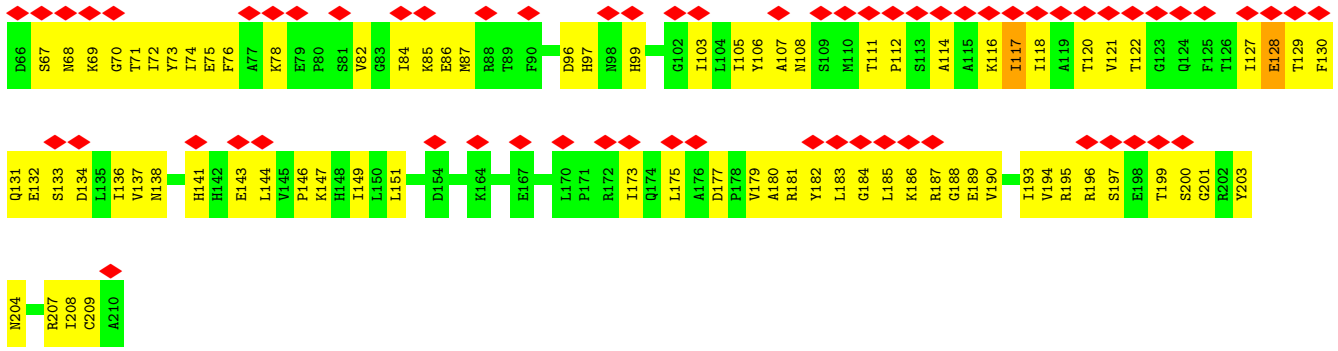 D66 S67 N68 K69 G70 T71 I72 Y73 I74 E75 F76 A77 K78 E79 P80 S81 V82 G83 I84 K85 E86 M87 R88 T89 F90 D96 H97 N98 H99 G102 I103 L104 I105 Y106 A107 N108 S109 M110 T111 P112 S113 A114 A115 K116 I117 I118 A119 T120 V121 T122 G123 Q124 F125 T126 I127 E128 T129 F130
Q131 E132 S133 D134 L135 I136 V137 N138 H141 H142 E143 L144 V145 P146 K147 H148 I149 L150 L151 D154 K164 E167 L170 P171 R172 I173 Q174 L175 A176 D177 P178 V179 A180 R181 Y182 L183 G184 L185 K186 R187 G188 E189 V190 I193 V194 R195 R196 S197 E198 T199 S200 G201 R202 Y203
N204 R207 I208 C209 A210